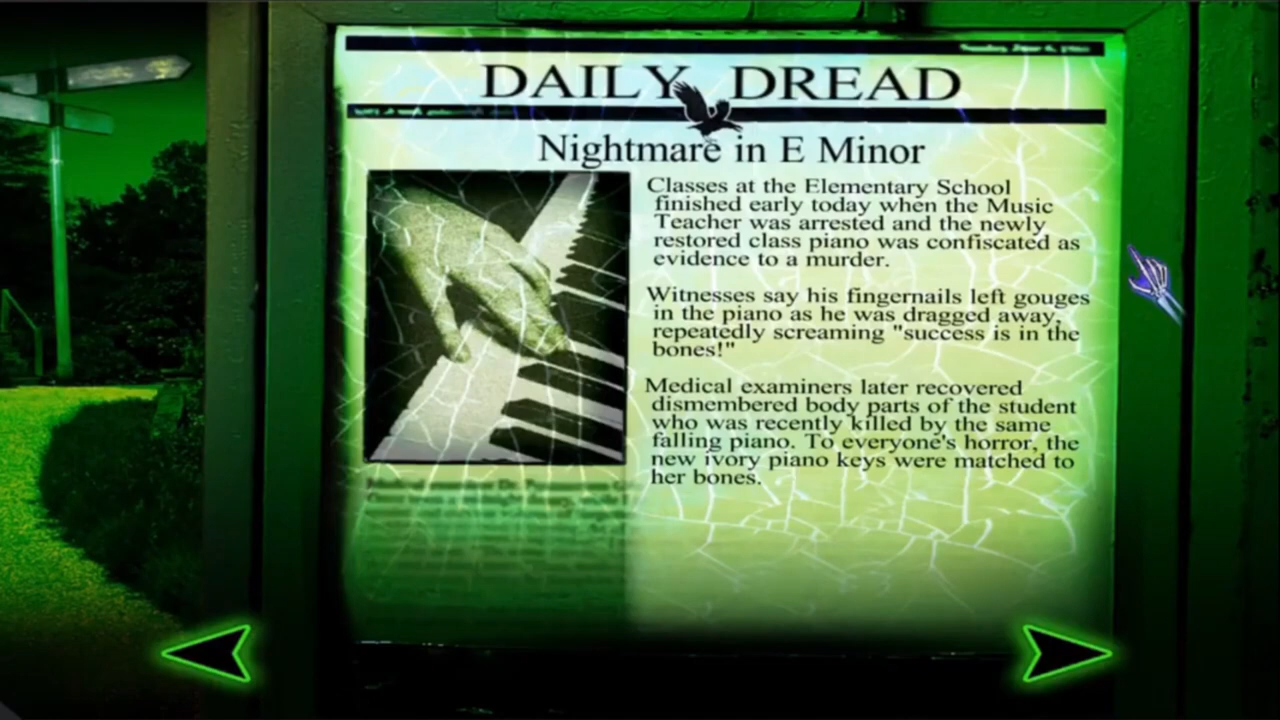 DAILY DREAD
Nightmare in E Minor
Classes at the Elementary School
finished early today when the Music
Teacher was arrested and the newly
restored class piano was confiscated as
evidence to a murder.
Witnesses say his fingernails left gouges
in the piano as he was dragged away,
repeatedly screaming "success is in the
bones!"
Medical examiners later recovered
dismembered body parts of the student
who was recently killed by the same
falling piano. To everyone's horror, the
new ivory piano keys were matched to
her bones.